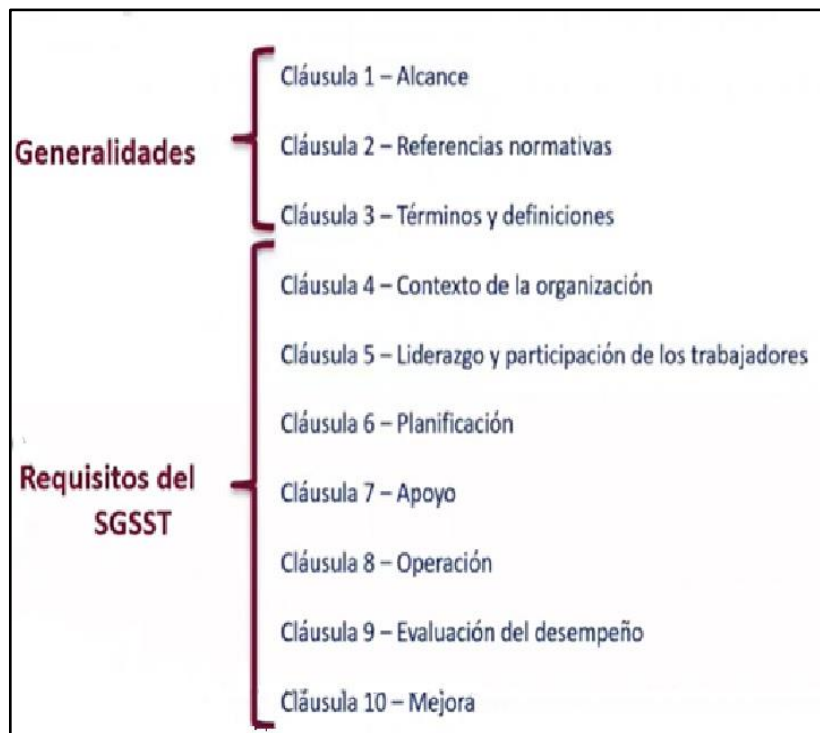 Generalidades
Cláusula 1 – Alcance
Cláusula 2 – Referencias normativas
Cláusula 3 – Términos y definiciones
Requisitos del
SGSST
Cláusula 4 – Contexto de la organización
Cláusula 5 – Liderazgo y participación de los trabajadores
Cláusula 6 – Planificación
Cláusula 7 – Apoyo
Cláusula 8 – Operación
Cláusula 9 – Evaluación del desempeño
Cláusula 10 – Mejora